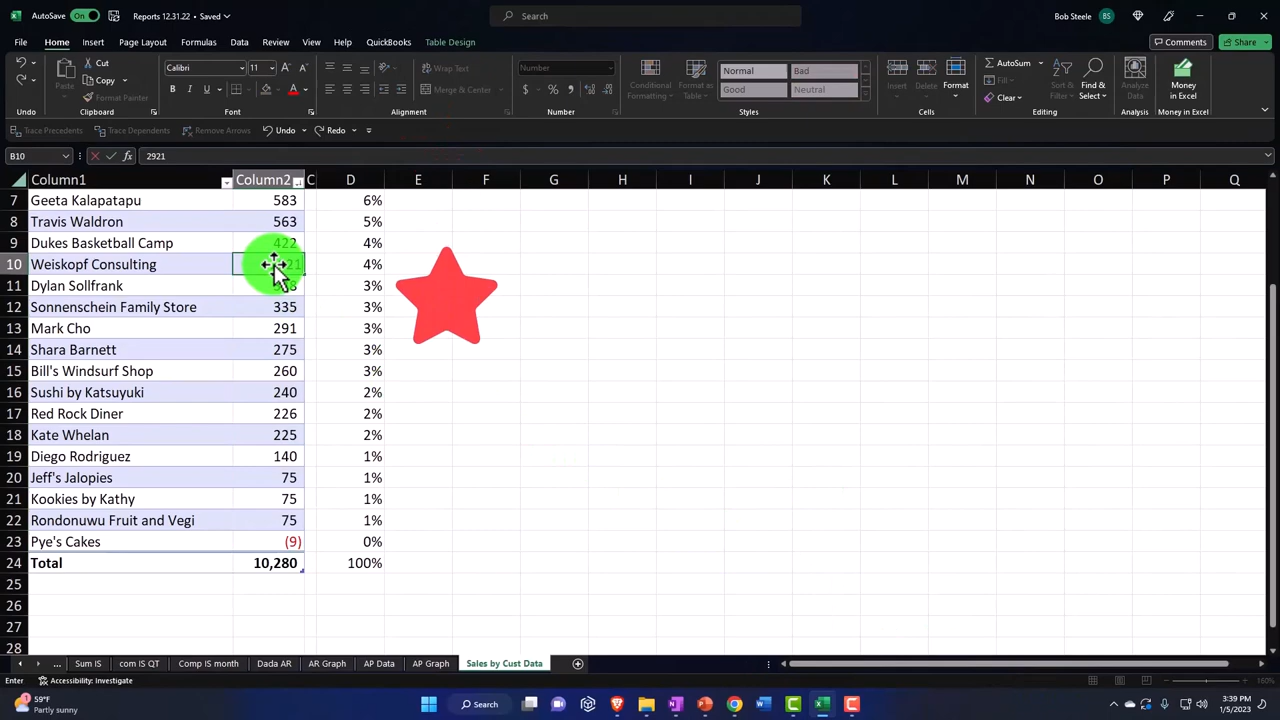 AutoSave On Reports 12.31.22 • Saved Search Bob Steele BS
File Home Insert Page Layout Formulas Data Review View Help QuickBooks Table Design Comments Share
Cut Calibri 11 Wrap Text Number Normal Bad AutoSum
Paste Copy Conditional Formatting Format as Table Insert Delete Format Sort & Filter Find & Select Analyze Data Money in Excel
Format Painter B I U Merge & Center $ % Good Neutral Clear
Undo Clipboard Font Alignment Number Styles Cells Editing Analysis Money in Excel
Trace Precedents Trace Dependents Remove Arrows Undo Redo
B10 fx 2921
Column1 Column2 C D E F G H I J K L M N O P Q
7 Geeta Kalapatapu 583 6%
8 Travis Waldron 563 5%
9 Dukes Basketball Camp 422 4%
10 Weiskopf Consulting 4%
11 Dylan Sollfrank 3%
12 Sonnenschein Family Store 335 3%
13 Mark Cho 291 3%
14 Shara Barnett 275 3%
15 Bill's Windsurf Shop 260 3%
16 Sushi by Katsuyuki 240 2%
17 Red Rock Diner 226 2%
18 Kate Whelan 225 2%
19 Diego Rodriguez 140 1%
20 Jeff's Jalopies 75 1%
21 Kookies by Kathy 75 1%
22 Rondonuwu Fruit and Vegi 75 1%
23 Pye's Cakes (9) 0%
24 Total 10,280 100%
25
26
27
28
... Sum IS com IS QT Comp IS month Dada AR AR Graph AP Data AP Graph Sales by Cust Data
Enter Accessibility: Investigate 160%
1 59°F Search 3:39 PM
Partly sunny 1/5/2023